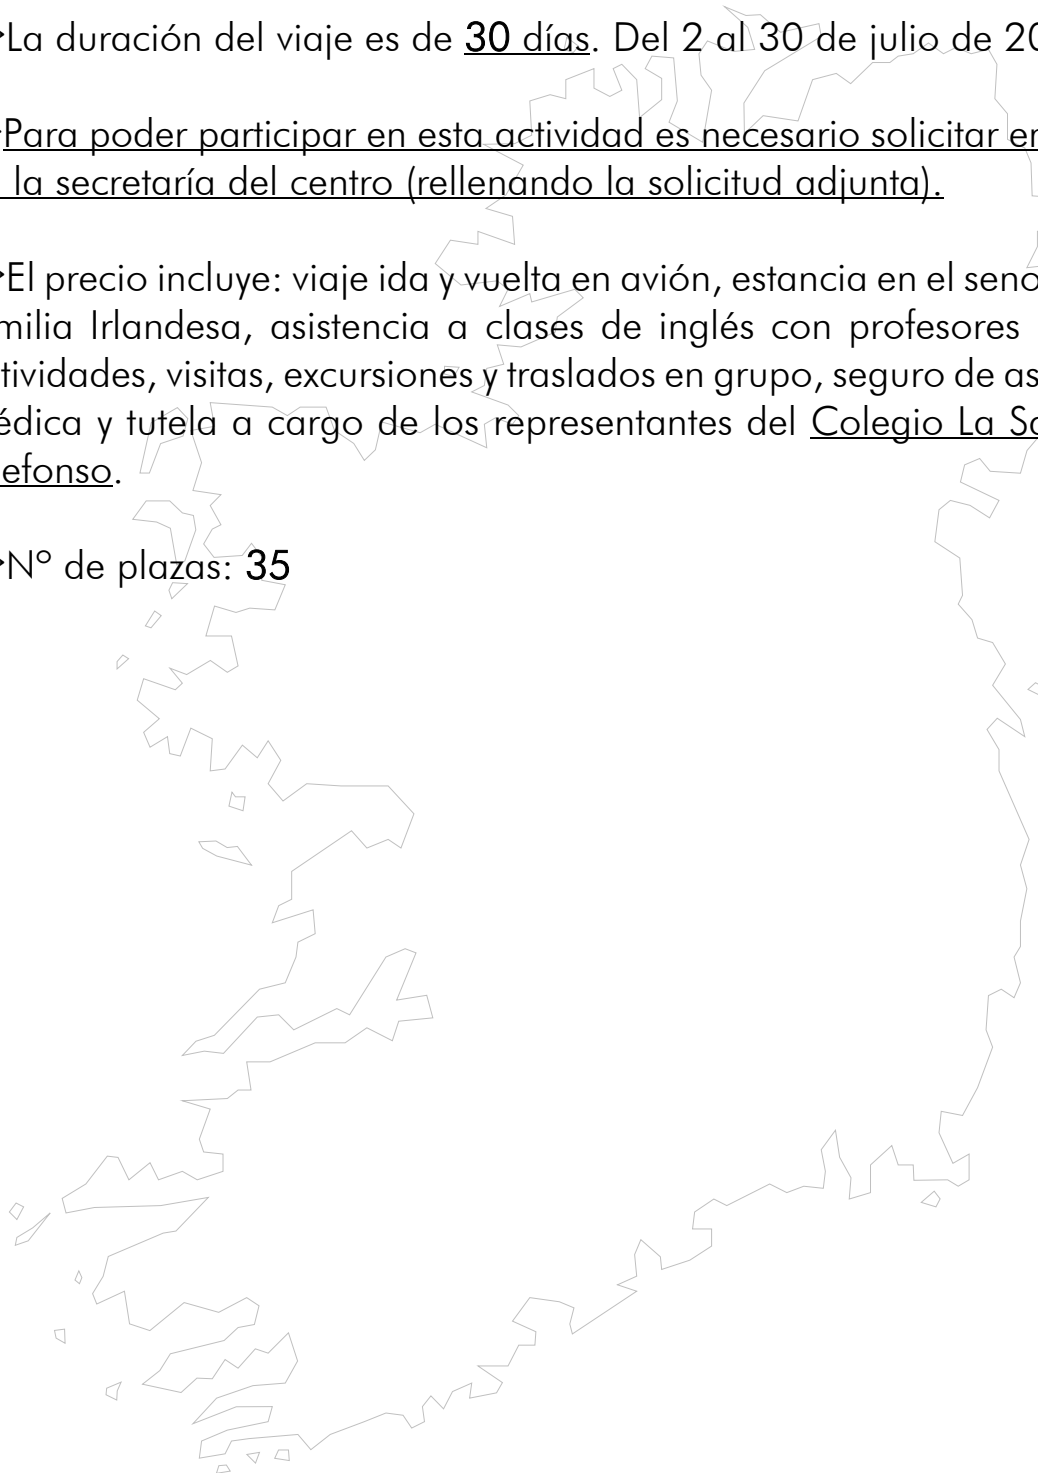 La duración del viaje es de 30 días. Del 2 al 30 de julio de 20
Para poder participar en esta actividad es necesario solicitar en
la secretaría del centro (rellenando la solicitud adjunta).
El precio incluye: viaje ida y vuelta en avión, estancia en el seno
milia Irlandesa, asistencia a clases de inglés con profesores
tividades, visitas, excursiones y traslados en grupo, seguro de as
édica y tutela a cargo de los representantes del Colegio La Sa
efonso.
Nº de plazas: 35